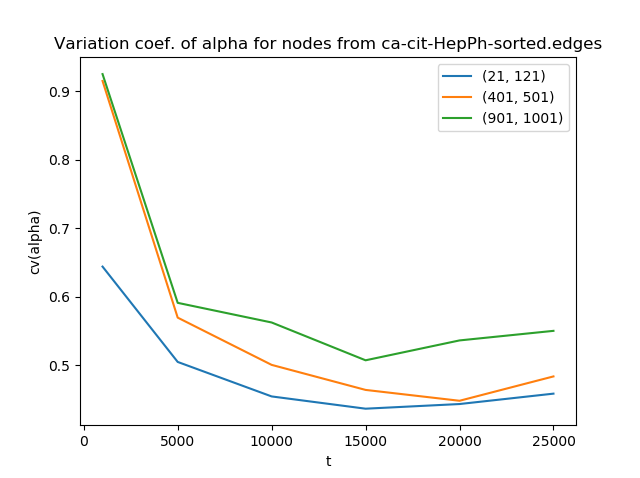 Variation coef. of alpha for nodes from ca-cit-HepPh-sorted.edges
(21, 121)
(401, 501)
(901, 1001)
cv(alpha)
0.9
0.8
0.7
0.6
0.5
0 5000 10000 15000 20000 25000
t